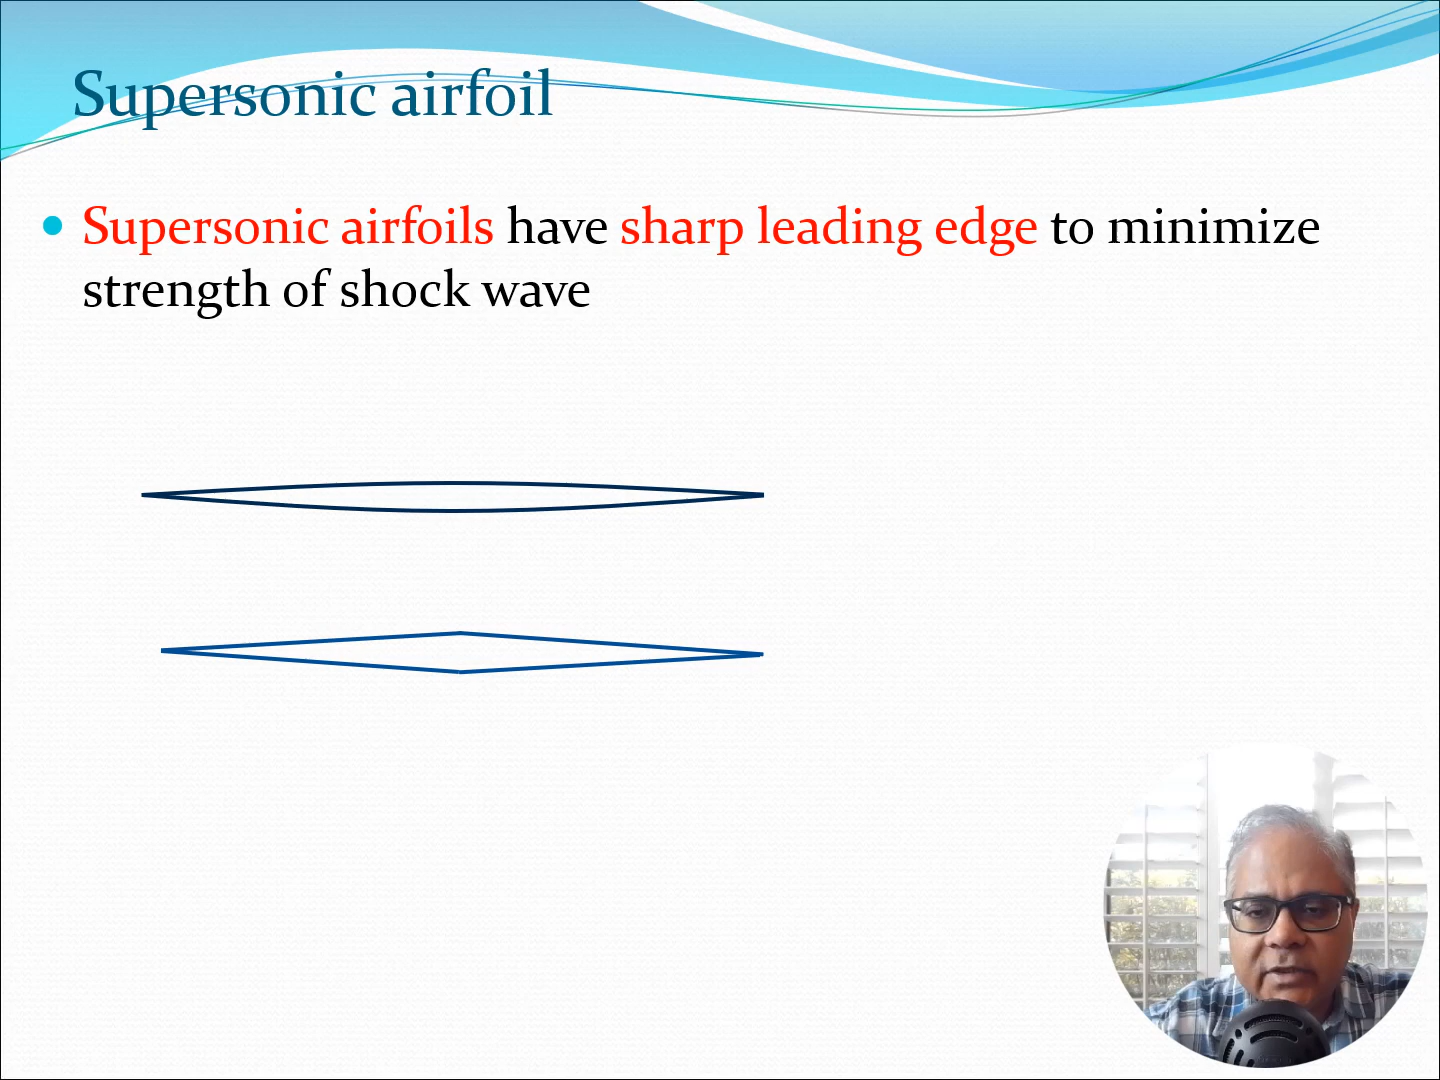 Supersonic airfoil
Supersonic airfoils have sharp leading edge to minimize
strength of shock wave